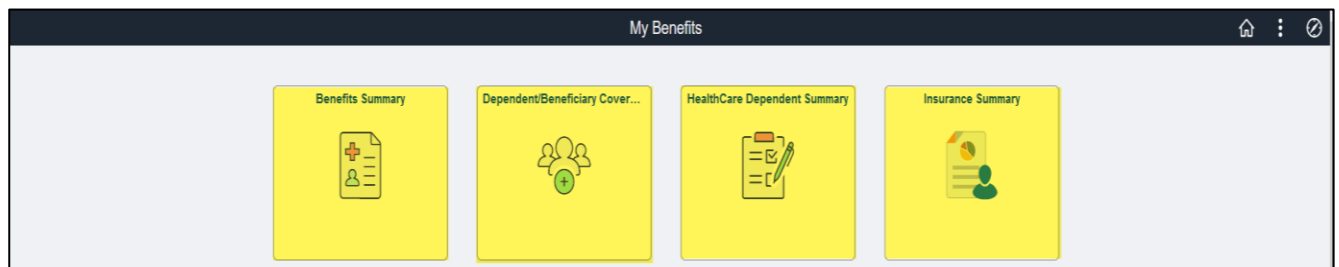 My Benefits
Benefits Summary
Dependent/Beneficiary Cover...
HealthCare Dependent Summary
Insurance Summary